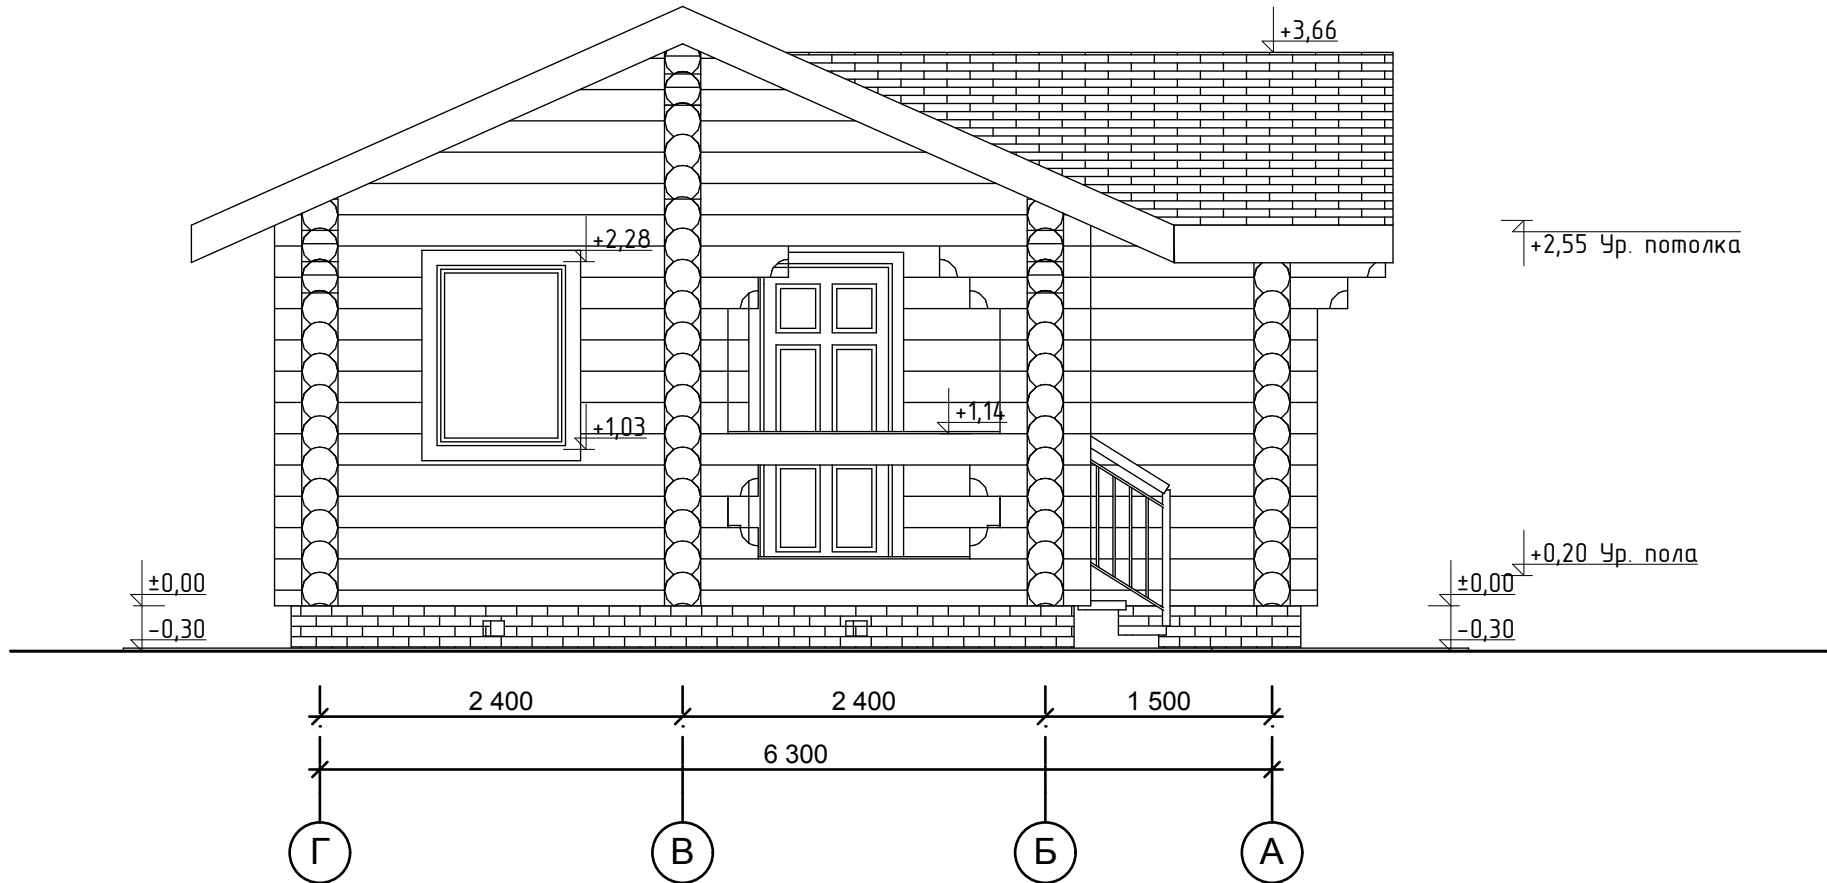 +3,66
+2,28
+2,55 Ур. потолка
+1,14
+1,03
+0,20 Ур. пола
±0,00
±0,00
-0,30
-0,30
2 400
2 400
1 500
6 300
Г
В
Б
А